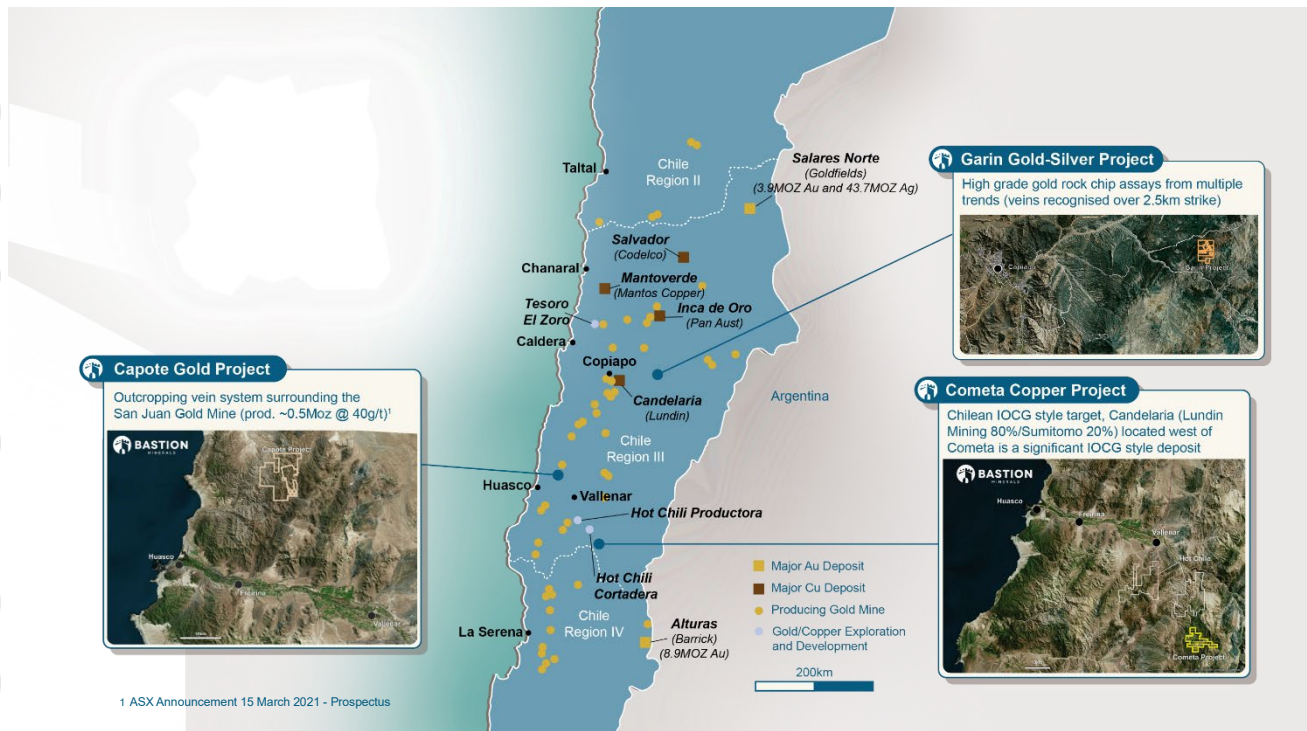 Taltal
Chile
Region II
Salares Norte
(Goldfields)
(3.9MOZ Au and 43.7MOZ Ag)
Salvador
(Codelco)
Chanaral
Mantoverde
(Mantos Copper)
Tesoro
El Zoro
Inca de Oro
(Pan Aust)
Caldera
Copiapo
Candelaria
(Lundin)
Argentina
Chile
Region III
Huasco
Vallenar
Hot Chili Productora
Hot Chili
Cortadera
Chile
Region IV
La Serena
Alturas
(Barrick)
(8.9MOZ Au)
Garin Gold-Silver Project
High grade gold rock chip assays from multiple
trends (veins recognised over 2.5km strike)
Copiapo
Garin Project
Capote Gold Project
Outcropping vein system surrounding the
San Juan Gold Mine (prod. ~0.5Moz @ 40g/t)¹
BASTION
MINERALS
Capote Project
Huasco
Freirina
Vallenar
Cometa Copper Project
Chilean IOCG style target, Candelaria (Lundin
Mining 80%/Sumitomo 20%) located west of
Cometa is a significant IOCG style deposit
BASTION
MINERALS
Huasco
Freirina
Vallenar
Hot Chili
Cometa Project
Major Au Deposit
Major Cu Deposit
Producing Gold Mine
Gold/Copper Exploration
and Development
200km
1 ASX Announcement 15 March 2021 - Prospectus